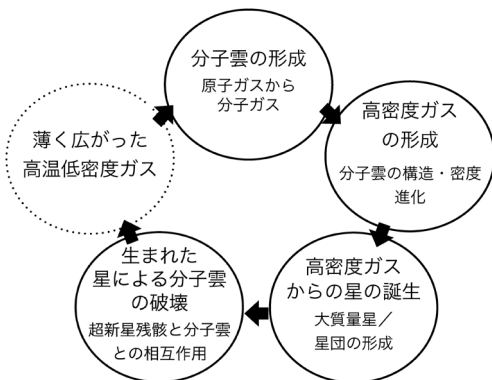 分子雲の形成
原子ガスから
分子ガス
高密度ガス
の形成
分子雲の構造・密度
進化
高密度ガス
からの星の誕生
大質量星／
星団の形成
生まれた
星による分子雲
の破壊
超新星残骸と分子雲
との相互作用
薄く広がった
高温低密度ガス